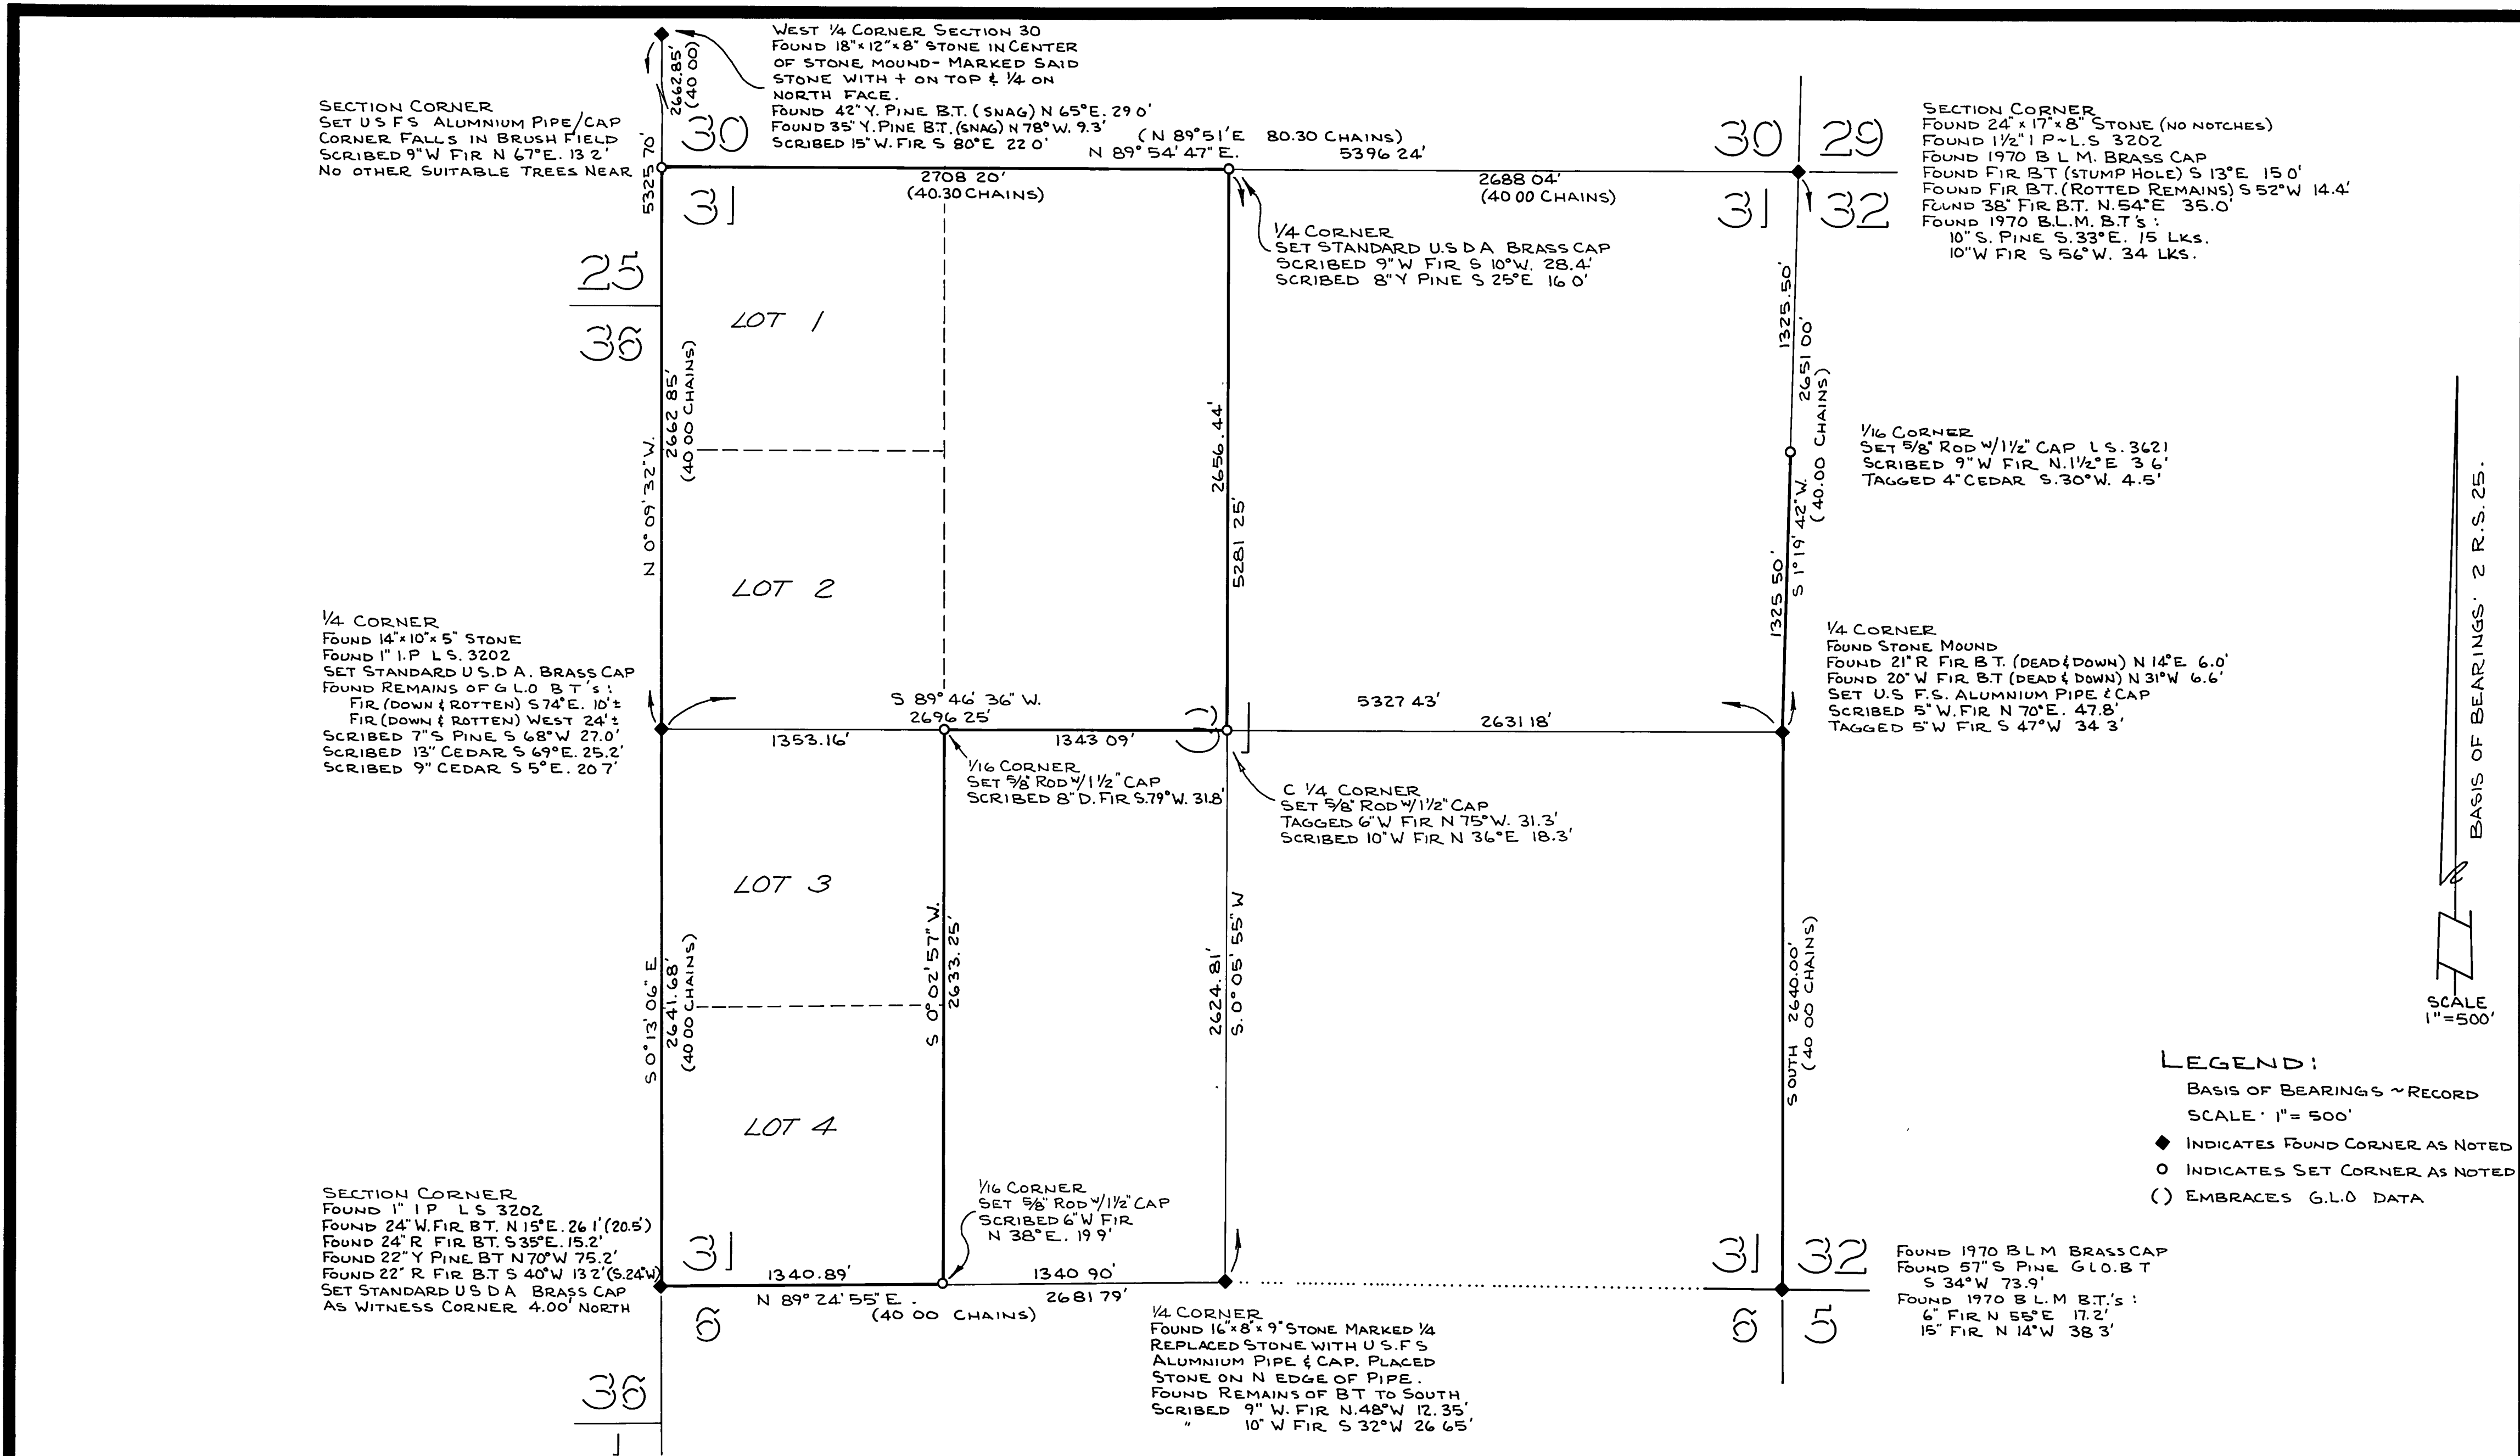 WEST 1/4 CORNER SECTION 30
FOUND 18"x 12"x 8" STONE IN CENTER
OF STONE MOUND- MARKED SAID
STONE WITH + ON TOP & 1/4 ON
NORTH FACE.
FOUND 42" Y. PINE B.T. (SNAG) N 65°E. 29 0'
FOUND 35" Y. PINE B.T. (SNAG) N 78°W. 9.3'
SCRIBED 15" W. FIR S 80°E 22 0'
2662.85'
(40 00)
SECTION CORNER
SET U S F S ALUMNIUM PIPE/CAP
CORNER FALLS IN BRUSH FIELD
SCRIBED 9" W FIR N 67°E. 13 2'
NO OTHER SUITABLE TREES NEAR
5325 70'
30
31
(N 89°51'E 80.30 CHAINS)
N 89°54'47" E. 5396 24'
2708 20'
(40.30 CHAINS)
2688 04'
(40 00 CHAINS)
30 29
31 32
SECTION CORNER
FOUND 24" x 17"x 8" STONE (NO NOTCHES)
FOUND 1 1/2" I P ~ L.S 3202
FOUND 1970 B L M. BRASS CAP
FOUND FIR BT (STUMP HOLE) S 13°E 15 0'
FOUND FIR BT. (ROTTED REMAINS) S 52°W 14.4'
FOUND 38" FIR B.T. N.54°E 35.0'
FOUND 1970 B.L.M. B.T's :
10" S. PINE S.33°E. 15 LKS.
10" W FIR S 56°W. 34 LKS.
1/4 CORNER
SET STANDARD U.S D A BRASS CAP
SCRIBED 9" W FIR S 10°W. 28.4'
SCRIBED 8" Y PINE S 25°E 16 0'
25
36
LOT 1
N 0° 09' 32" W.
2662 85'
(40 00 CHAINS)
2656.44'
5281 25'
1325.50'
2651 00'
(40.00 CHAINS)
S 1° 19' 42" W.
1325 50'
1/16 CORNER
SET 5/8" ROD W/1 1/2" CAP L S. 3621
SCRIBED 9" W FIR N.1 1/2°E 3 6'
TAGGED 4" CEDAR S.30°W. 4.5'
BASIS OF BEARINGS' 2 R.S. 25.
LOT 2
1/4 CORNER
FOUND 14"x 10"x 5" STONE
FOUND 1" I.P L S. 3202
SET STANDARD U S.D A. BRASS CAP
FOUND REMAINS OF G L.O B T 's :
FIR (DOWN & ROTTEN) S 74°E. 10'±
FIR (DOWN & ROTTEN) WEST 24'±
SCRIBED 7" S PINE S 68°W 27.0'
SCRIBED 13" CEDAR S 69°E. 25.2'
SCRIBED 9" CEDAR S 5°E. 20 7'
S 89° 46' 36" W.
2696 25'
1353.16'
1343 09'
31
5327 43'
2631 18'
1/4 CORNER
FOUND STONE MOUND
FOUND 21" R FIR B T. (DEAD & DOWN) N 14°E 6.0'
FOUND 20" W FIR B.T (DEAD & DOWN) N 31°W 6.6'
SET U.S F.S. ALUMNIUM PIPE & CAP
SCRIBED 5" W. FIR N 70°E. 47.8'
TAGGED 5" W FIR S 47°W 34 3'
1/16 CORNER
SET 5/8" ROD W/1 1/2" CAP
SCRIBED 8" D. FIR S.79°W. 31.8'
C 1/4 CORNER
SET 5/8" ROD W/ 1 1/2" CAP
TAGGED 6" W FIR N 75°W. 31.3'
SCRIBED 10" W FIR N 36°E 18.3'
LOT 3
S 0° 13' 06" E
2641.68'
(40 00 CHAINS)
S 0° 02' 57" W.
2633.25'
2624.81'
S. 0° 05' 55" W
SOUTH 2640.00'
(40 00 CHAINS)
SCALE
1"=500'
LOT 4
LEGEND:
BASIS OF BEARINGS ~ RECORD
SCALE · 1"= 500'
INDICATES FOUND CORNER AS NOTED
INDICATES SET CORNER AS NOTED
( ) EMBRACES G.L.O DATA
SECTION CORNER
FOUND 1" I P L S 3202
FOUND 24" W. FIR BT. N 15°E. 26 1' (20.5')
FOUND 24" R FIR BT. S 35°E. 15.2'
FOUND 22" Y PINE BT N 70°W 75.2'
FOUND 22" R FIR B.T S 40°W 13 2' (S.24°W)
SET STANDARD U S D A BRASS CAP
AS WITNESS CORNER 4.00' NORTH
31
6
1/16 CORNER
SET 5/8" ROD W/1 1/2" CAP
SCRIBED 6" W FIR
N 38°E. 19 9'
1340.89'
1340 90'
N 89° 24' 55" E.
2681 79'
(40 00 CHAINS)
1/4 CORNER
FOUND 16"x 8"x 9" STONE MARKED 1/4
REPLACED STONE WITH U S.F S
ALUMNIUM PIPE & CAP. PLACED
STONE ON N EDGE OF PIPE.
FOUND REMAINS OF BT TO SOUTH
SCRIBED 9" W. FIR N.48°W 12.35'
" 10" W FIR S 32°W 26 65'
31 32
6 5
FOUND 1970 B L M BRASS CAP
FOUND 57" S PINE G L O. B T
S 34°W 73.9'
FOUND 1970 B L.M B.T.'s :
6" FIR N 55°E 17.2'
15" FIR N 14°W 38 3'
36
1